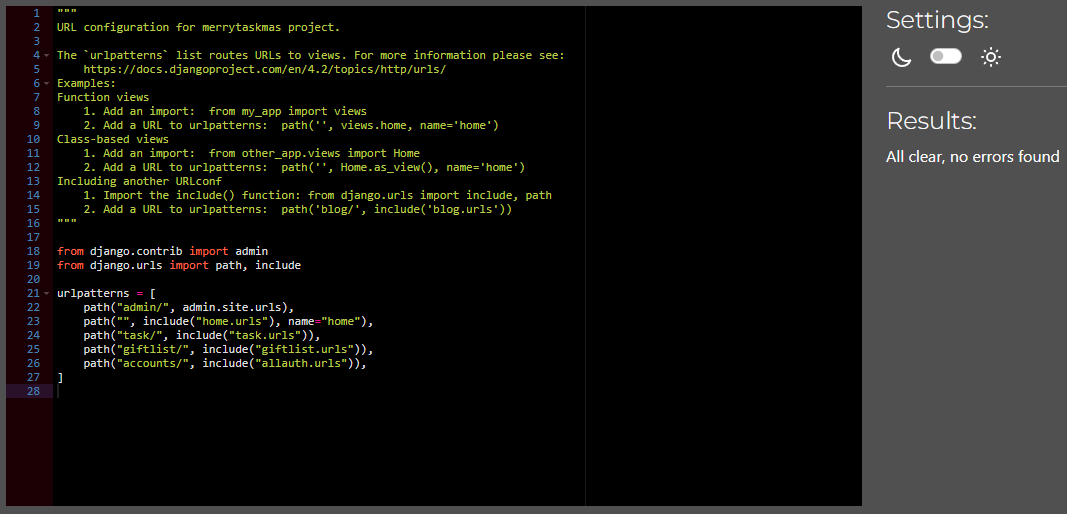 1 """
2 URL configuration for merrytaskmas project.
3
4 The `urlpatterns` list routes URLs to views. For more information please see:
5     https://docs.djangoproject.com/en/4.2/topics/http/urls/
6 Examples:
7 Function views
8     1. Add an import:  from my_app import views
9     2. Add a URL to urlpatterns:  path('', views.home, name='home')
10 Class-based views
11     1. Add an import:  from other_app.views import Home
12     2. Add a URL to urlpatterns:  path('', Home.as_view(), name='home')
13 Including another URLconf
14     1. Import the include() function: from django.urls import include, path
15     2. Add a URL to urlpatterns:  path('blog/', include('blog.urls'))
16 """
17
18 from django.contrib import admin
19 from django.urls import path, include
20
21 urlpatterns = [
22     path("admin/", admin.site.urls),
23     path("", include("home.urls"), name="home"),
24     path("task/", include("task.urls")),
25     path("giftlist/", include("giftlist.urls")),
26     path("accounts/", include("allauth.urls")),
27 ]
28
Settings:
Results:
All clear, no errors found